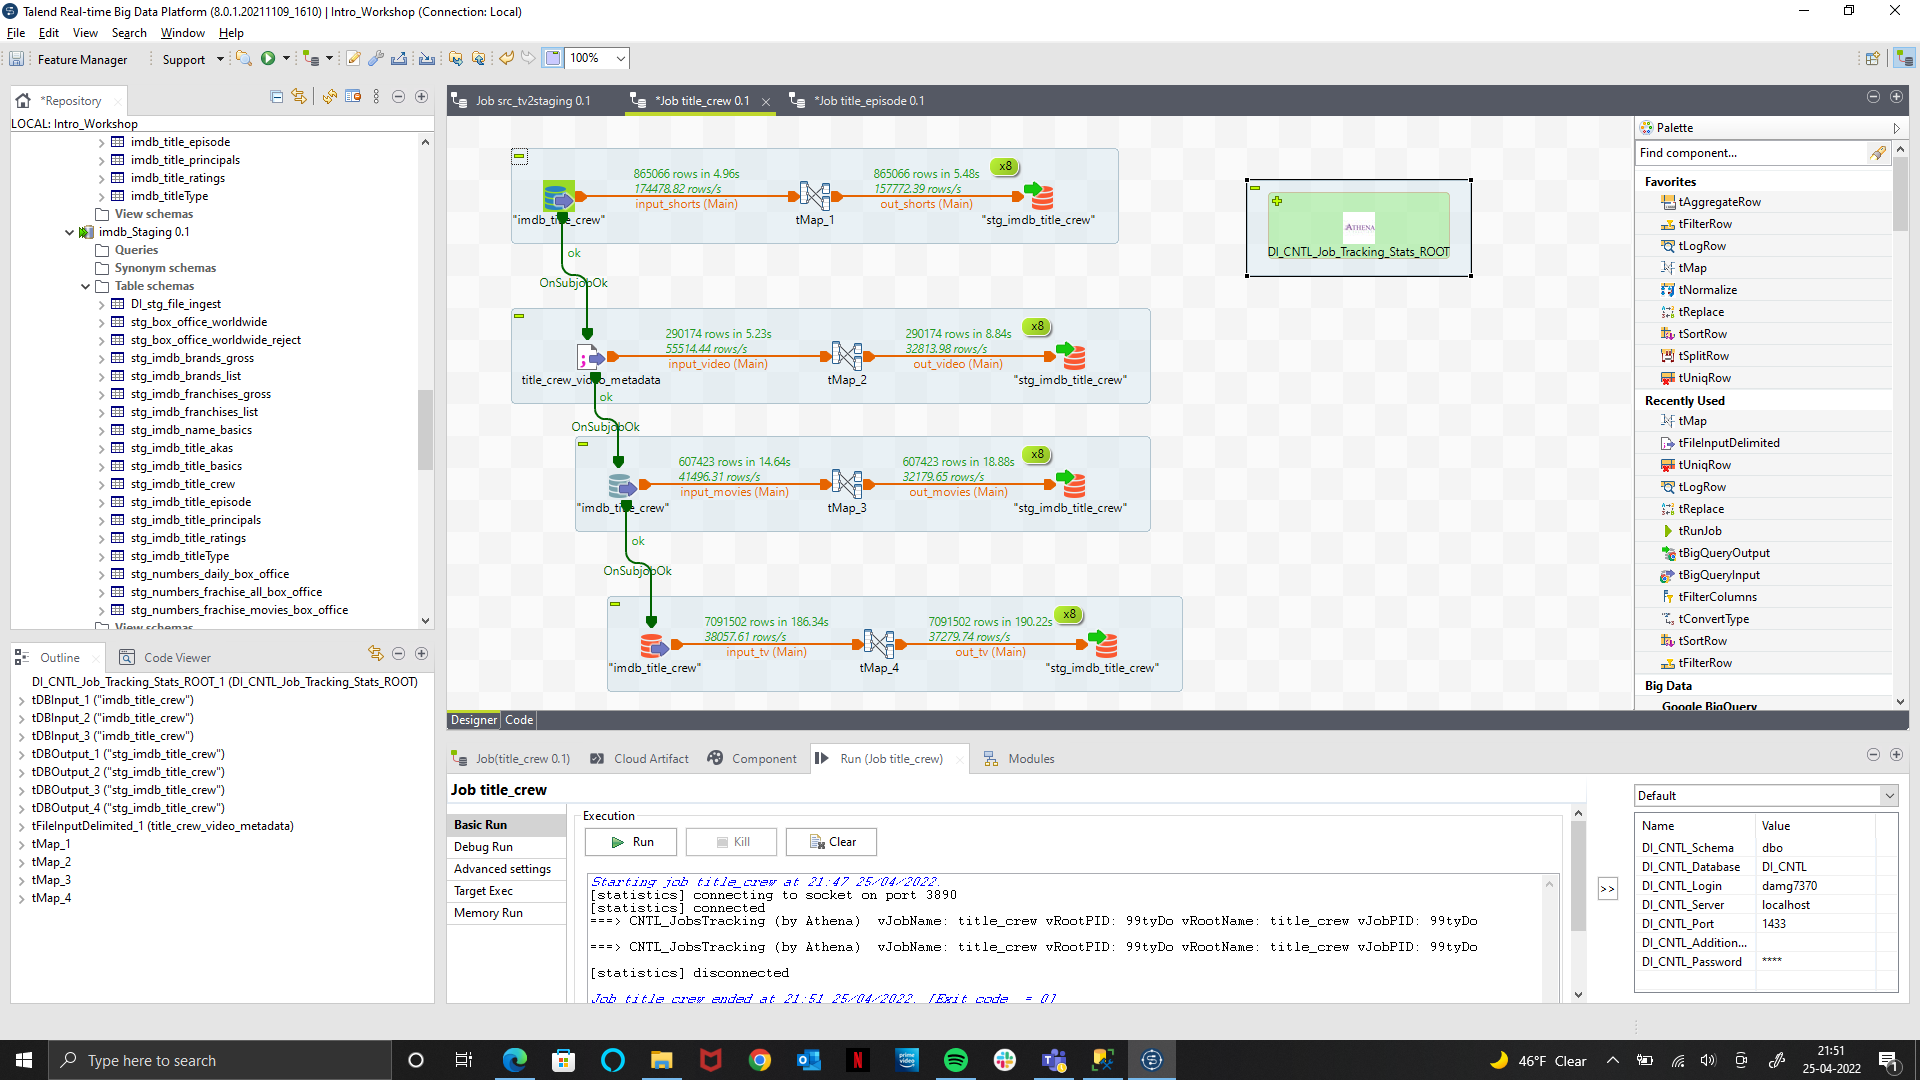 Talend Real-time Big Data Platform (8.0.1.20211109_1610) | Intro_Workshop (Connection: Local)
File Edit View Search Window Help
Feature Manager Support 100%
*Repository
LOCAL: Intro_Workshop
imdb_title_episode
imdb_title_principals
imdb_title_ratings
imdb_titleType
View schemas
imdb_Staging 0.1
Queries
Synonym schemas
Table schemas
DI_stg_file_ingest
stg_box_office_worldwide
stg_box_office_worldwide_reject
stg_imdb_brands_gross
stg_imdb_brands_list
stg_imdb_franchises_gross
stg_imdb_franchises_list
stg_imdb_name_basics
stg_imdb_title_akas
stg_imdb_title_basics
stg_imdb_title_crew
stg_imdb_title_episode
stg_imdb_title_principals
stg_imdb_title_ratings
stg_imdb_titleType
stg_numbers_daily_box_office
stg_numbers_frachise_all_box_office
stg_numbers_frachise_movies_box_office
View schemas
Outline Code Viewer
DI_CNTL_Job_Tracking_Stats_ROOT_1 (DI_CNTL_Job_Tracking_Stats_ROOT)
tDBInput_1 ("imdb_title_crew")
tDBInput_2 ("imdb_title_crew")
tDBInput_3 ("imdb_title_crew")
tDBOutput_1 ("stg_imdb_title_crew")
tDBOutput_2 ("stg_imdb_title_crew")
tDBOutput_3 ("stg_imdb_title_crew")
tDBOutput_4 ("stg_imdb_title_crew")
tFileInputDelimited_1 (title_crew_video_metadata)
tMap_1
tMap_2
tMap_3
tMap_4
Job src_tv2staging 0.1 *Job title_crew 0.1 *Job title_episode 0.1
865066 rows in 4.96s 865066 rows in 5.48s x8
174478.82 rows/s 157772.39 rows/s
input_shorts (Main) out_shorts (Main)
"imdb_title_crew" tMap_1 "stg_imdb_title_crew"
ok
OnSubjobOk
290174 rows in 5.23s 290174 rows in 8.84s x8
55514.44 rows/s 32813.98 rows/s
input_video (Main) out_video (Main)
title_crew_video_metadata tMap_2 "stg_imdb_title_crew"
ok
OnSubjobOk
607423 rows in 14.64s 607423 rows in 18.88s x8
41496.31 rows/s 32179.65 rows/s
input_movies (Main) out_movies (Main)
"imdb_title_crew" tMap_3 "stg_imdb_title_crew"
ok
OnSubjobOk
7091502 rows in 186.34s 7091502 rows in 190.22s x8
38057.61 rows/s 37279.74 rows/s
input_tv (Main) out_tv (Main)
"imdb_title_crew" tMap_4 "stg_imdb_title_crew"
ATHENA
DI_CNTL_Job_Tracking_Stats_ROOT
Designer Code
Palette
Find component...
Favorites
tAggregateRow
tFilterRow
tLogRow
tMap
tNormalize
tReplace
tSortRow
tSplitRow
tUniqRow
Recently Used
tMap
tFileInputDelimited
tUniqRow
tLogRow
tReplace
tRunJob
tBigQueryOutput
tBigQueryInput
tFilterColumns
tConvertType
tSortRow
tFilterRow
Big Data
Google BigQuery
Job(title_crew 0.1) Cloud Artifact Component Run (Job title_crew) Modules
Job title_crew
Basic Run
Debug Run
Advanced settings
Target Exec
Memory Run
Execution
Run Kill Clear
Starting job title_crew at 21:47 25/04/2022.
[statistics] connecting to socket on port 3890
[statistics] connected
===> CNTL_JobsTracking (by Athena) vJobName: title_crew vRootPID: 99tyDo vRootName: title_crew vJobPID: 99tyDo
===> CNTL_JobsTracking (by Athena) vJobName: title_crew vRootPID: 99tyDo vRootName: title_crew vJobPID: 99tyDo
[statistics] disconnected
Job title_crew ended at 21:51 25/04/2022. [Exit code = 0]
>>
Default
Name Value
DI_CNTL_Schema dbo
DI_CNTL_Database DI_CNTL
DI_CNTL_Login damg7370
DI_CNTL_Server localhost
DI_CNTL_Port 1433
DI_CNTL_Addition...
DI_CNTL_Password ****
Type here to search
prime video
46°F Clear
21:51
25-04-2022
1